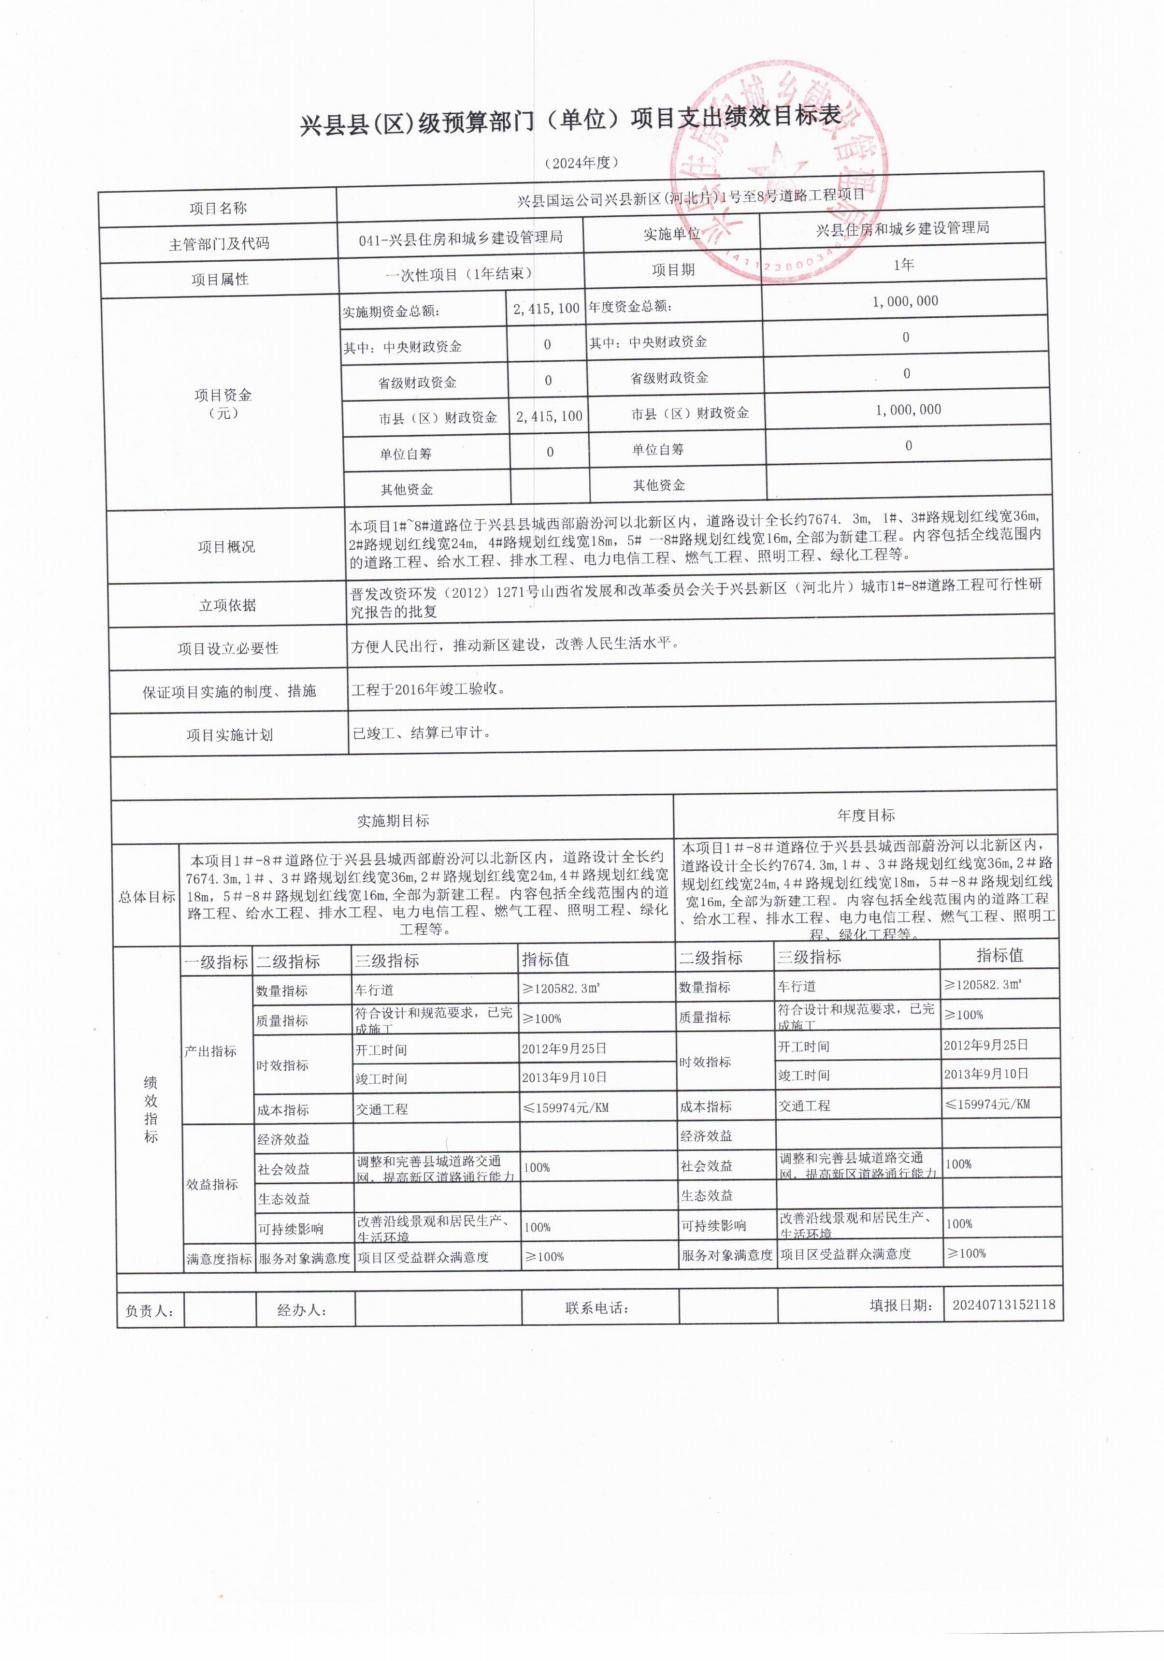 兴县县(区)级预算部门（单位）项目支出绩效目标表
（2024年度）
项目名称 兴县国运公司兴县新区(河北片)1号至8号道路工程项目
主管部门及代码 041-兴县住房和城乡建设管理局 实施单位 兴县住房和城乡建设管理局
项目属性 一次性项目（1年结束） 项目期 1年
项目资金
（元）
实施期资金总额： 2,415,100 年度资金总额： 1,000,000
其中：中央财政资金 0 其中：中央财政资金 0
省级财政资金 0 省级财政资金 0
市县（区）财政资金 2,415,100 市县（区）财政资金 1,000,000
单位自筹 0 单位自筹 0
其他资金 其他资金
项目概况
本项目1#~8#道路位于兴县县城西部蔚汾河以北新区内，道路设计全长约7674. 3m, 1#、3#路规划红线宽36m,
2#路规划红线宽24m, 4#路规划红线宽18m, 5# 一8#路规划红线宽16m,全部为新建工程。内容包括全线范围内
的道路工程、给水工程、排水工程、电力电信工程、燃气工程、照明工程、绿化工程等。
立项依据
晋发改资环发（2012）1271号山西省发展和改革委员会关于兴县新区（河北片）城市1#-8#道路工程可行性研
究报告的批复
项目设立必要性 方便人民出行，推动新区建设，改善人民生活水平。
保证项目实施的制度、措施 工程于2016年竣工验收。
项目实施计划 已竣工、结算已审计。
实施期目标 年度目标
总体目标
本项目1＃-8＃道路位于兴县县城西部蔚汾河以北新区内，道路设计全长约
7674.3m,1＃、3＃路规划红线宽36m,2＃路规划红线宽24m,4＃路规划红线宽
18m，5＃-8＃路规划红线宽16m,全部为新建工程。内容包括全线范围内的道
路工程、给水工程、排水工程、电力电信工程、燃气工程、照明工程、绿化
工程等。
本项目1＃-8＃道路位于兴县县城西部蔚汾河以北新区内，
道路设计全长约7674.3m,1＃、3＃路规划红线宽36m,2＃路
规划红线宽24m,4＃路规划红线宽18m，5＃-8＃路规划红线
宽16m,全部为新建工程。内容包括全线范围内的道路工程
、给水工程、排水工程、电力电信工程、燃气工程、照明工
程、绿化工程等。
绩效指标
一级指标 二级指标 三级指标 指标值 二级指标 三级指标 指标值
产出指标
数量指标 车行道 ≥120582.3㎡ 数量指标 车行道 ≥120582.3㎡
质量指标 符合设计和规范要求，已完成施工 ≥100% 质量指标 符合设计和规范要求，已完成施工 ≥100%
时效指标 开工时间 2012年9月25日 时效指标 开工时间 2012年9月25日
竣工时间 2013年9月10日 竣工时间 2013年9月10日
成本指标 交通工程 ≤159974元/KM 成本指标 交通工程 ≤159974元/KM
效益指标
经济效益 经济效益
社会效益 调整和完善县城道路交通网，提高新区道路通行能力 100% 社会效益 调整和完善县城道路交通网，提高新区道路通行能力 100%
生态效益 生态效益
可持续影响 改善沿线景观和居民生产、生活环境 100% 可持续影响 改善沿线景观和居民生产、生活环境 100%
满意度指标 服务对象满意度 项目区受益群众满意度 ≥100% 服务对象满意度 项目区受益群众满意度 ≥100%
负责人： 经办人： 联系电话： 填报日期： 20240713152118
兴县住房和城乡建设管理局